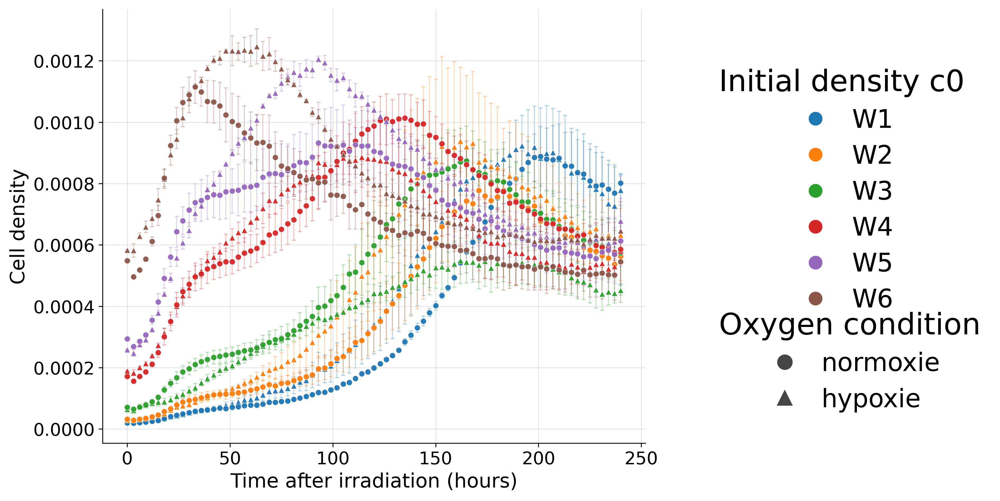 Cell density
0.0012
0.0010
0.0008
0.0006
0.0004
0.0002
0.0000
0 50 100 150 200 250
Time after irradiation (hours)
Initial density c0
W1
W2
W3
W4
W5
W6
Oxygen condition
normoxie
hypoxie